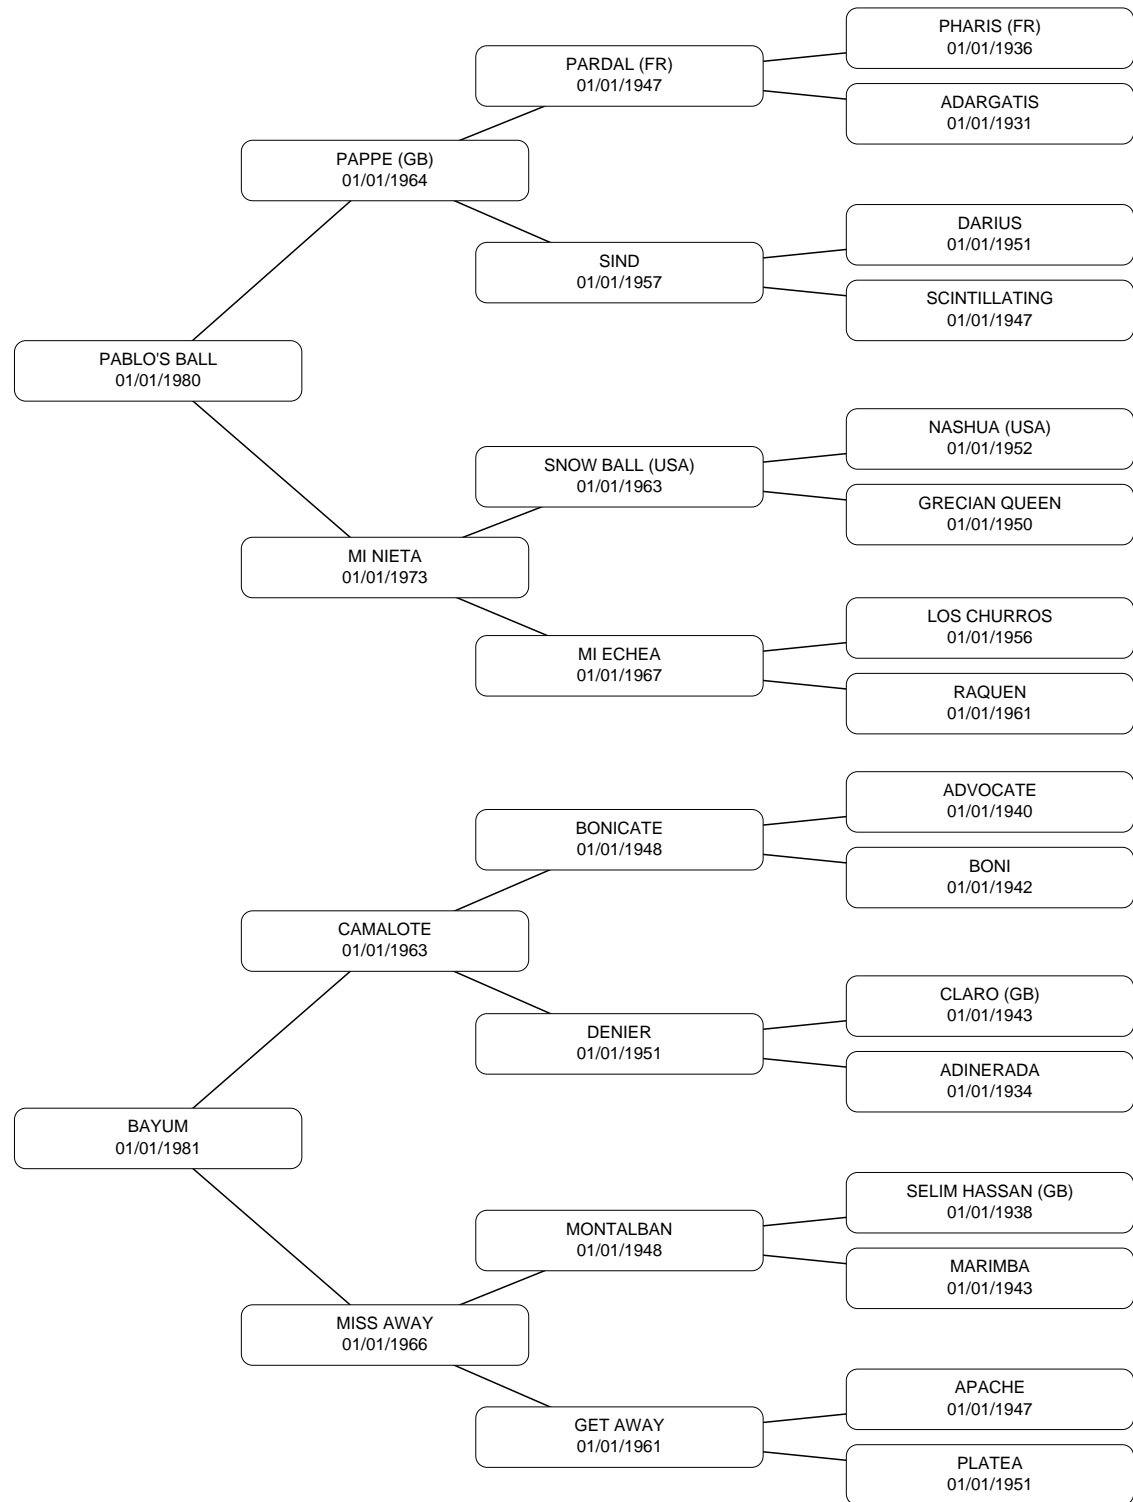 PHARIS (FR)
01/01/1936
PARDAL (FR)
01/01/1947
ADARGATIS
01/01/1931
PAPPE (GB)
01/01/1964
DARIUS
01/01/1951
SIND
01/01/1957
SCINTILLATING
01/01/1947
PABLO'S BALL
01/01/1980
NASHUA (USA)
01/01/1952
SNOW BALL (USA)
01/01/1963
GRECIAN QUEEN
01/01/1950
MI NIETA
01/01/1973
LOS CHURROS
01/01/1956
MI ECHEA
01/01/1967
RAQUEN
01/01/1961
ADVOCATE
01/01/1940
BONICATE
01/01/1948
BONI
01/01/1942
CAMALOTE
01/01/1963
CLARO (GB)
01/01/1943
DENIER
01/01/1951
ADINERADA
01/01/1934
BAYUM
01/01/1981
SELIM HASSAN (GB)
01/01/1938
MONTALBAN
01/01/1948
MARIMBA
01/01/1943
MISS AWAY
01/01/1966
APACHE
01/01/1947
GET AWAY
01/01/1961
PLATEA
01/01/1951